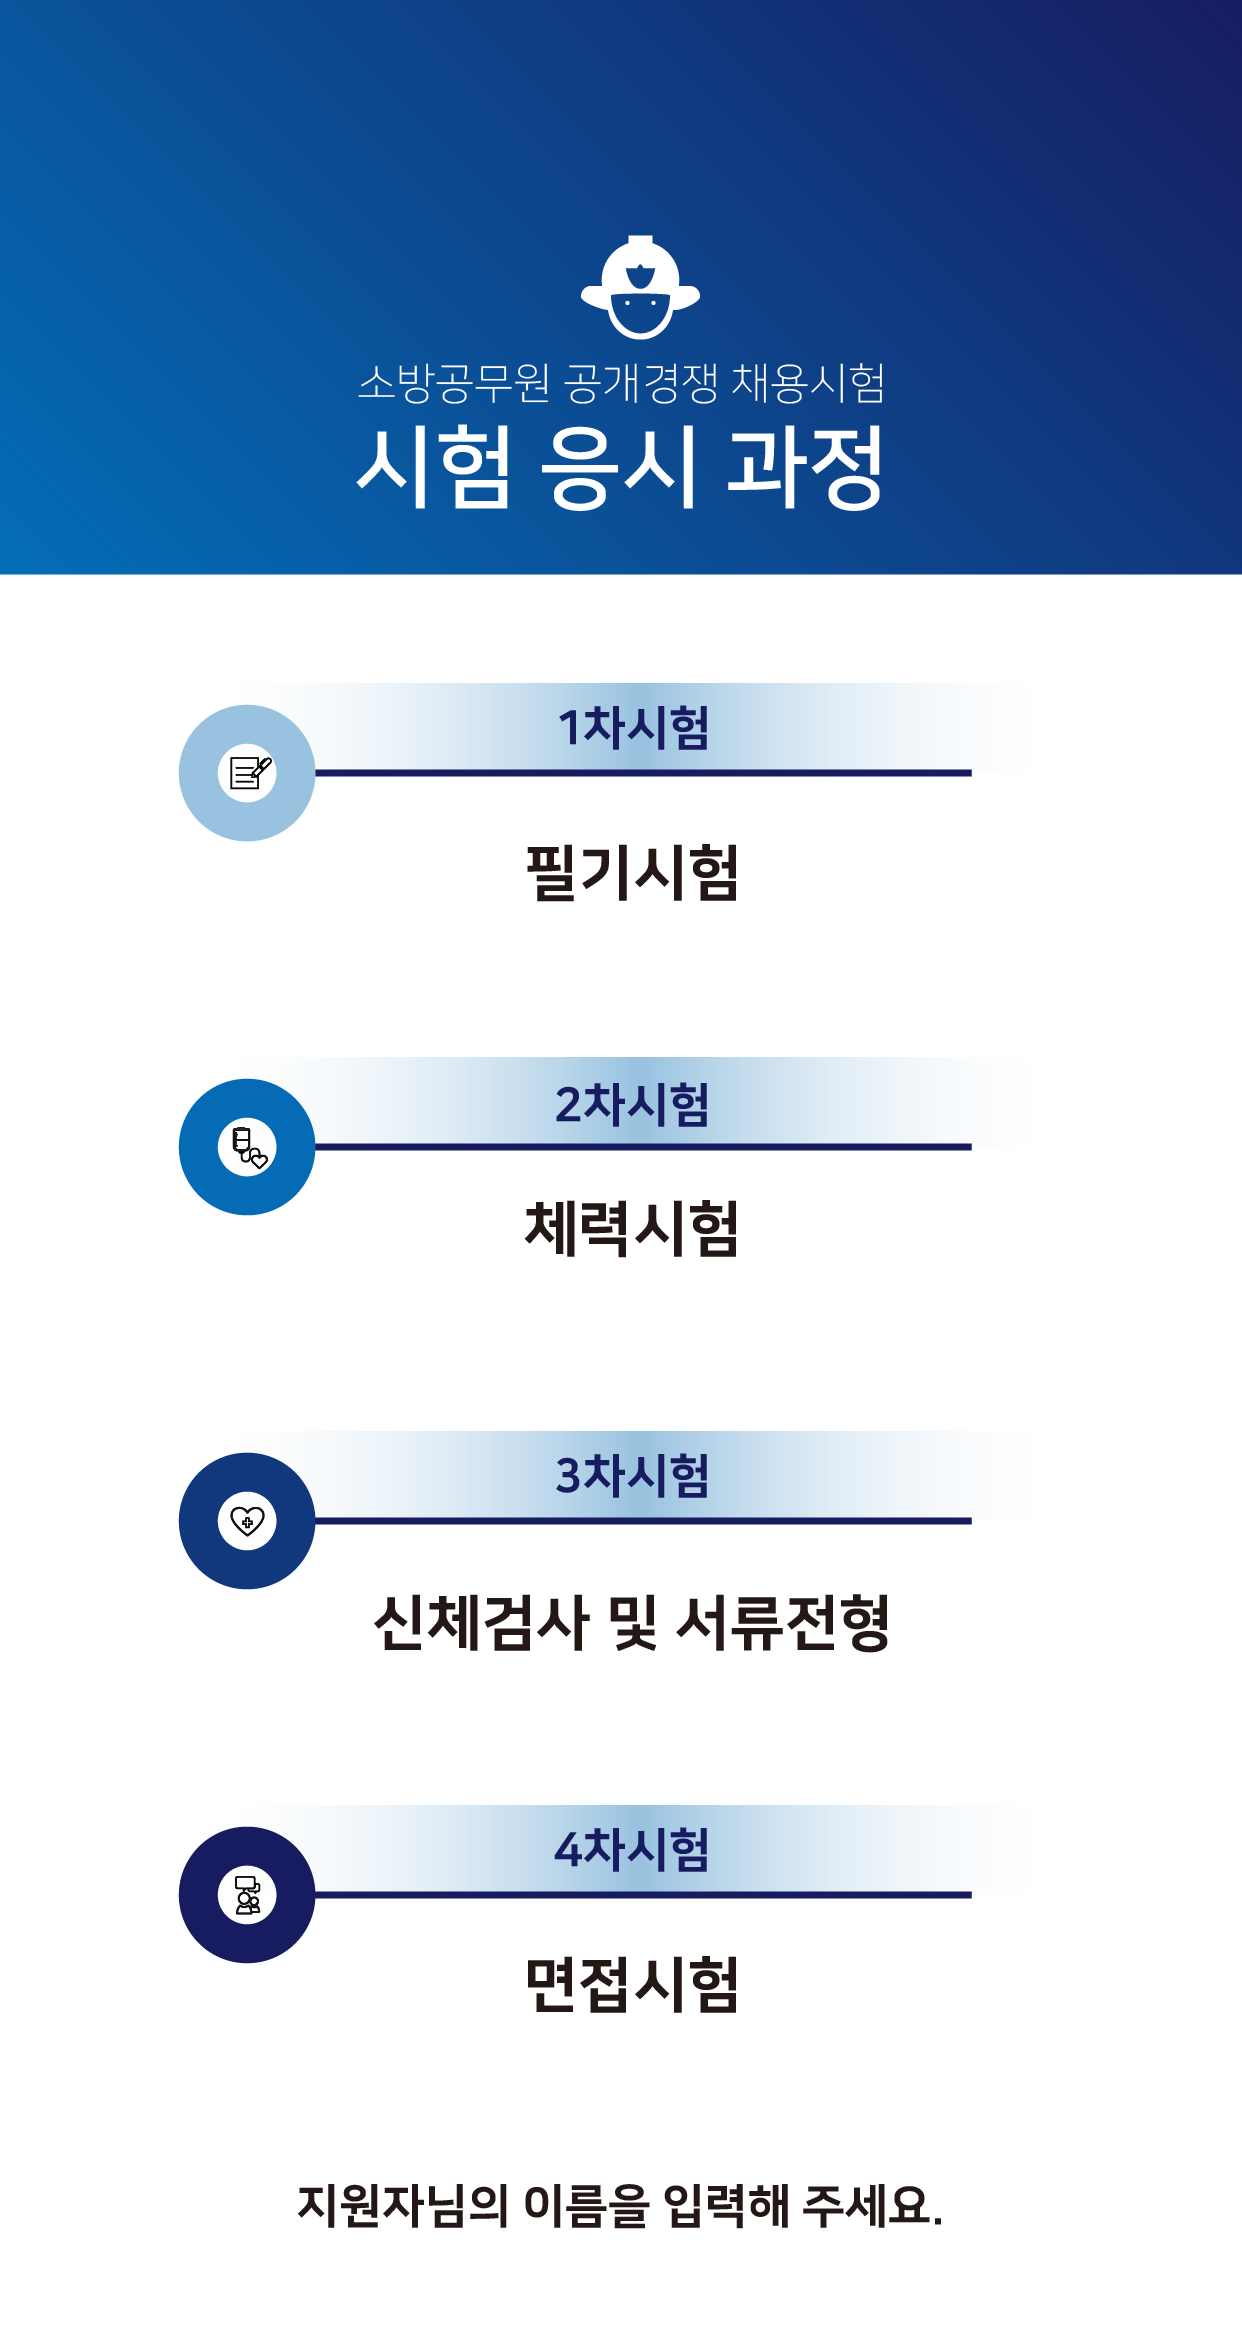 소방공무원 공개경쟁 채용시험
시험 응시 과정
1차시험
필기시험
2차시험
체력시험
3차시험
신체검사 및 서류전형
4차시험
면접시험
지원자님의 이름을 입력해 주세요.